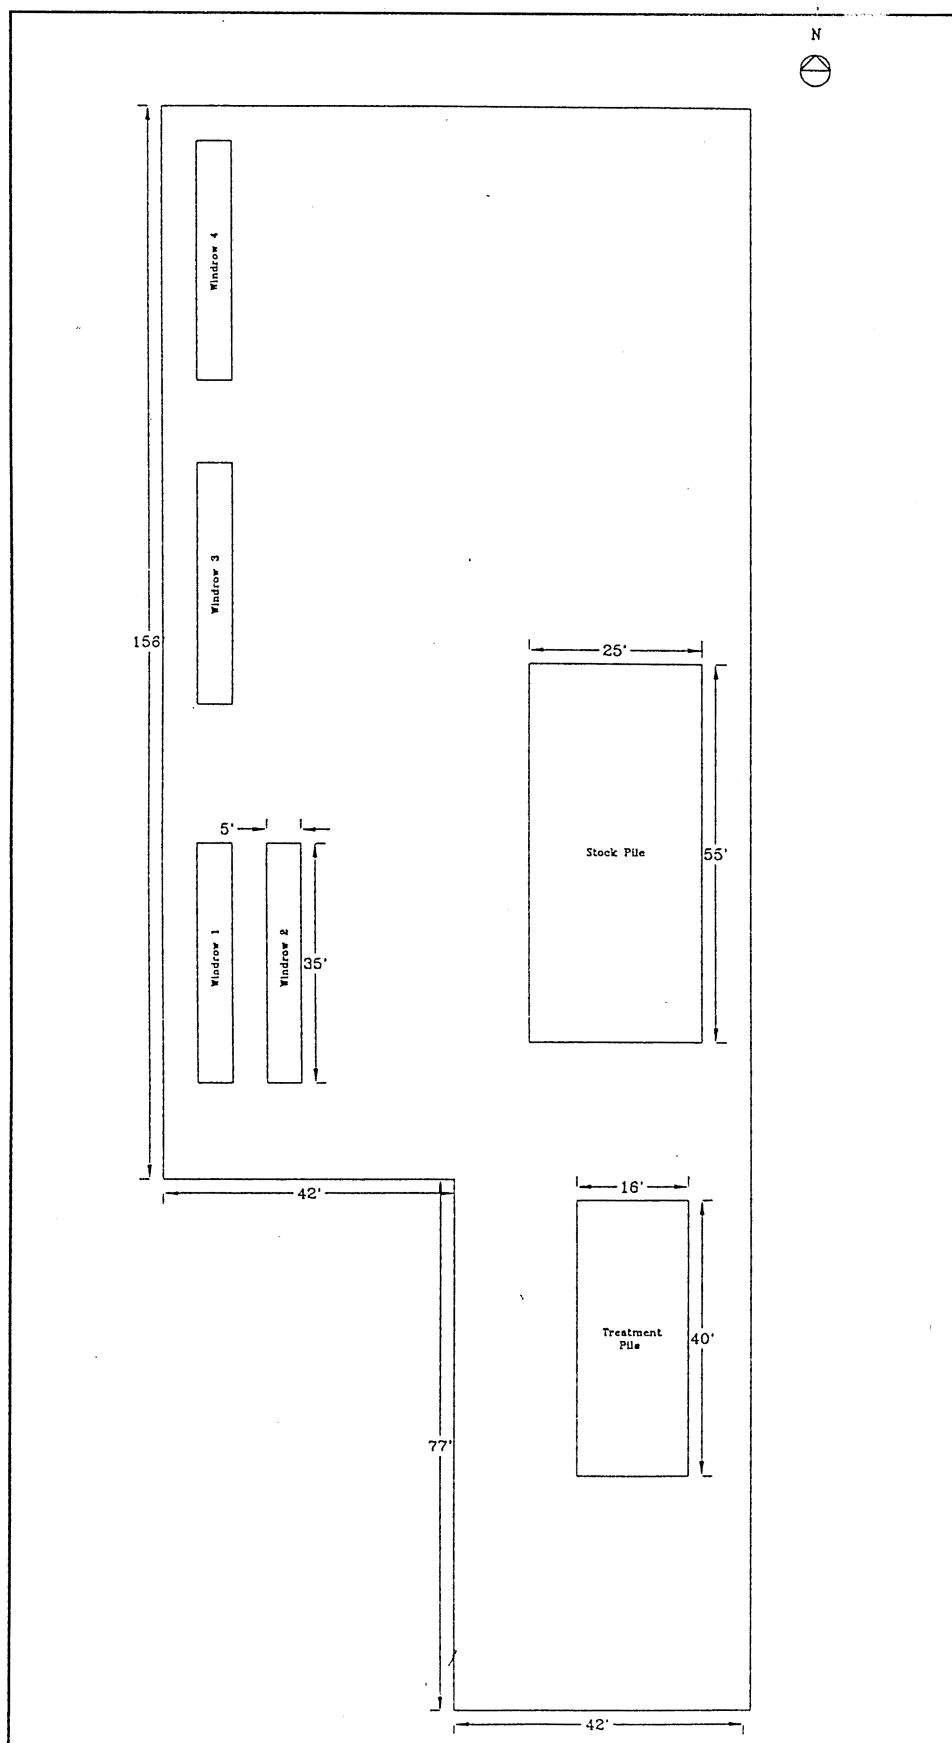 N
Windrow 4
Windrow 3
156'
25'
5'
Stock Pile
55'
Windrow 1
Windrow 2
35'
42'
16'
Treatment
Pile
40'
77'
42'